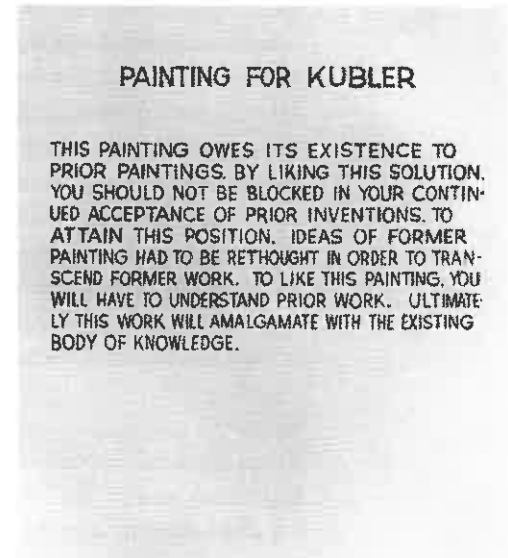 PAINTING FOR KUBLER
THIS PAINTING OWES ITS EXISTENCE TO
PRIOR PAINTINGS. BY LIKING THIS SOLUTION,
YOU SHOULD NOT BE BLOCKED IN YOUR CONTIN-
UED ACCEPTANCE OF PRIOR INVENTIONS. TO
ATTAIN THIS POSITION, IDEAS OF FORMER
PAINTING HAD TO BE RETHOUGHT IN ORDER TO TRAN-
SCEND FORMER WORK. TO LIKE THIS PAINTING, YOU
WILL HAVE TO UNDERSTAND PRIOR WORK. ULTIMATE-
LY THIS WORK WILL AMALGAMATE WITH THE EXISTING
BODY OF KNOWLEDGE.